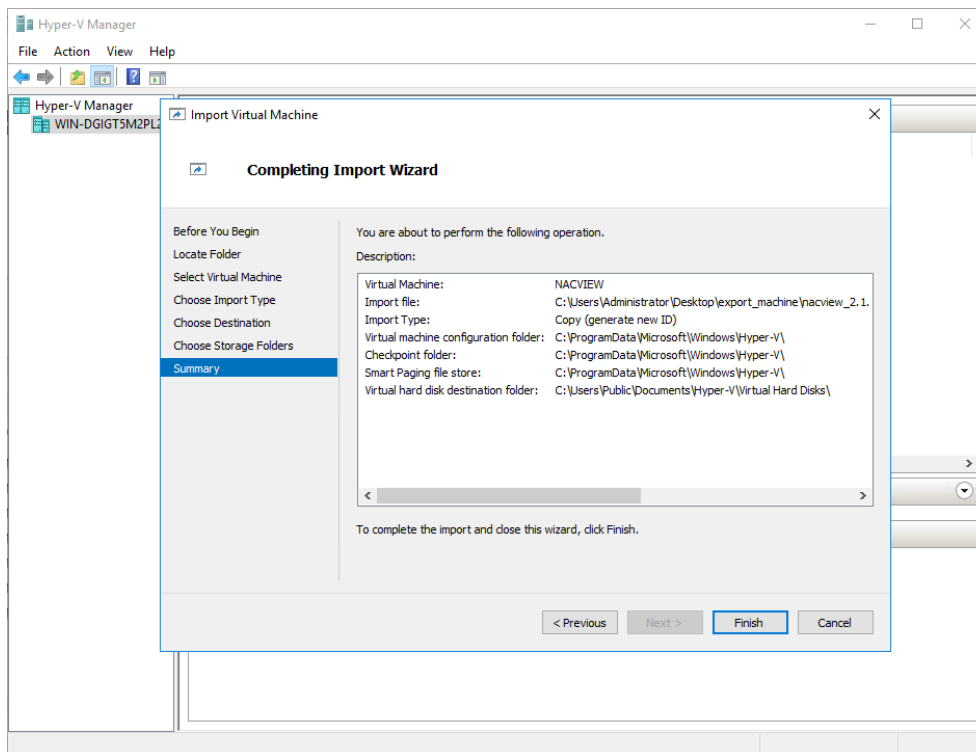 Hyper-V Manager
File Action View Help
Hyper-V Manager
WIN-DGIGT5M2PL2
Import Virtual Machine
Completing Import Wizard
Before You Begin
Locate Folder
Select Virtual Machine
Choose Import Type
Choose Destination
Choose Storage Folders
Summary
You are about to perform the following operation.
Description:
Virtual Machine: NACVIEW
Import file: C:\Users\Administrator\Desktop\export_machine\nacview_2.1.
Import Type: Copy (generate new ID)
Virtual machine configuration folder: C:\ProgramData\Microsoft\Windows\Hyper-V\
Checkpoint folder: C:\ProgramData\Microsoft\Windows\Hyper-V\
Smart Paging file store: C:\ProgramData\Microsoft\Windows\Hyper-V\
Virtual hard disk destination folder: C:\Users\Public\Documents\Hyper-V\Virtual Hard Disks\
To complete the import and close this wizard, click Finish.
< Previous Next > Finish Cancel